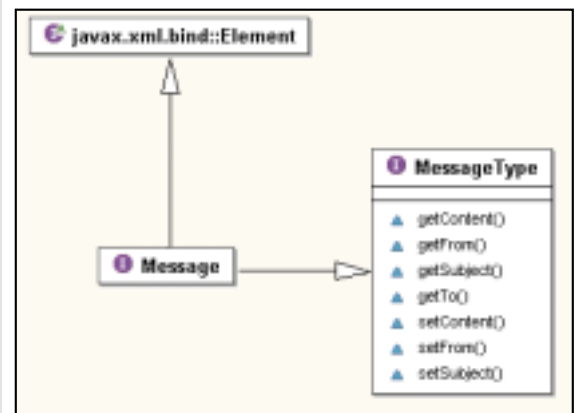 javax.xml.bind::Element
MessageType
getContent()
getFrom()
getSubject()
getTo()
setContent()
setFrom()
setSubject()
Message